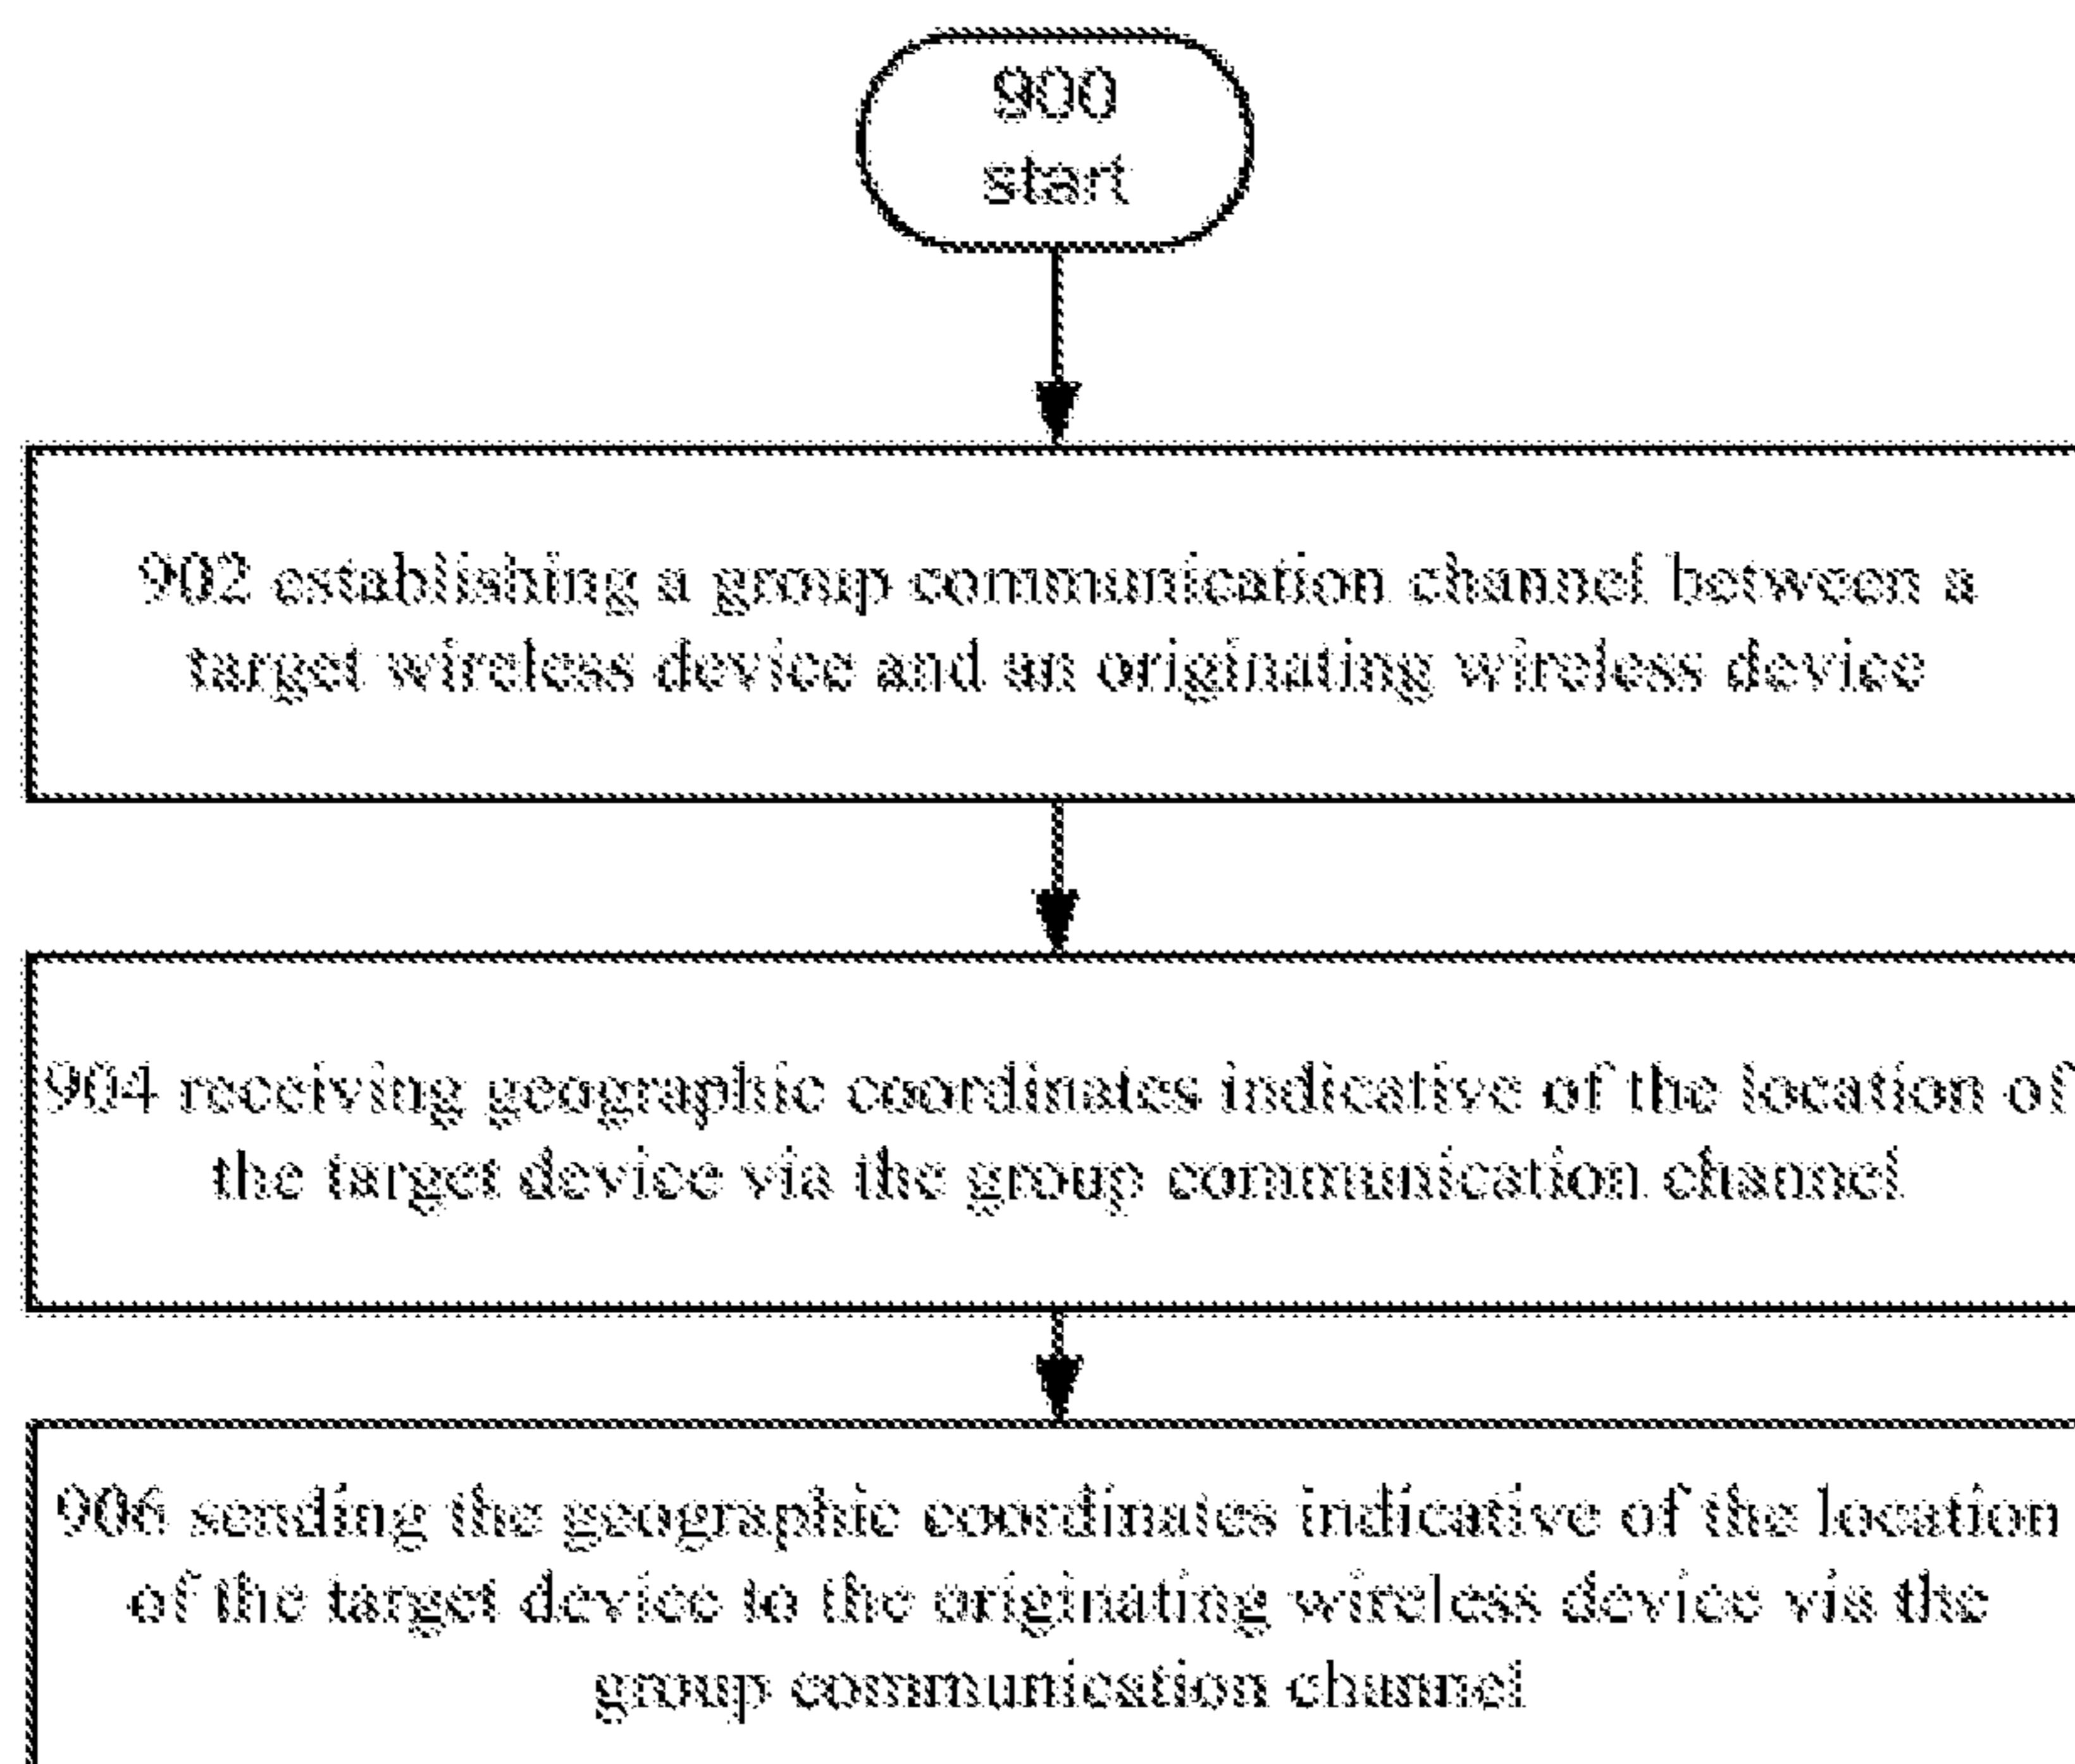 900
start
902 establishing a group communication channel between a
target wireless device and an originating wireless device
904 receiving geographic coordinates indicative of the location of
the target device via the group communication channel
906 sending the geographic coordinates indicative of the location
of the target device to the originating wireless device via the
group communication channel